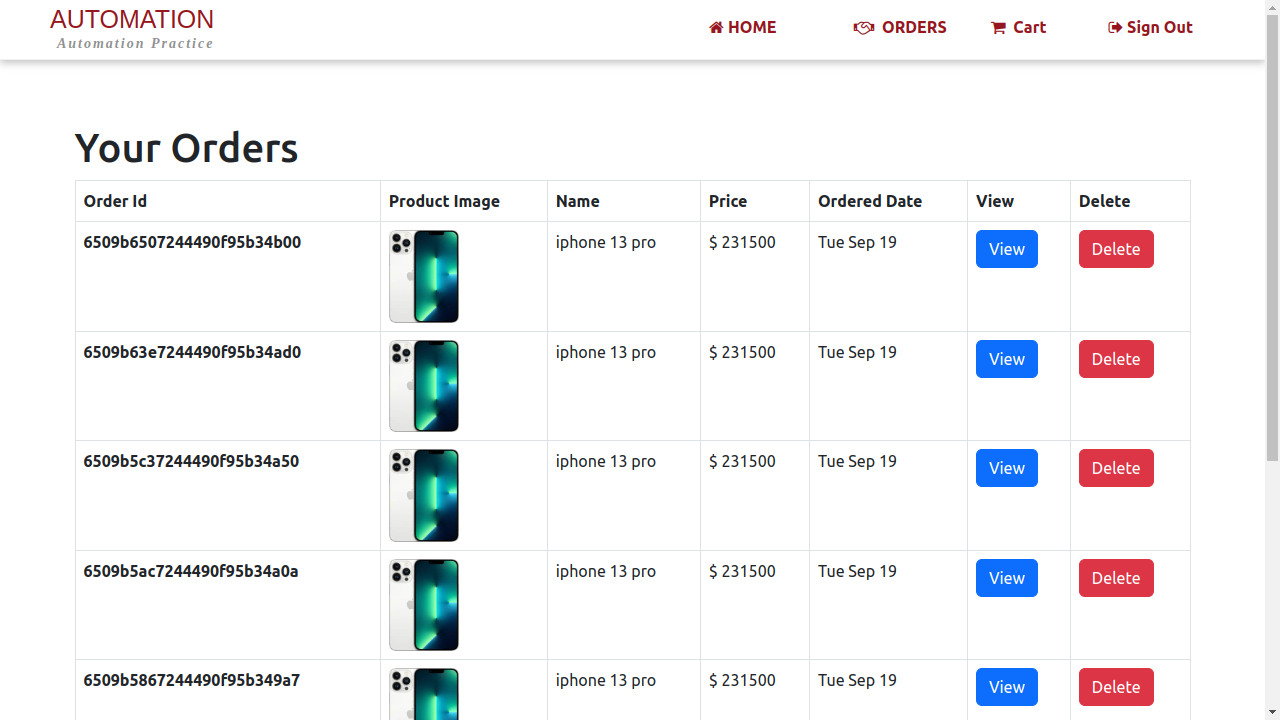 AUTOMATION
Automation Practice
HOME
ORDERS
Cart
Sign Out
Your Orders
Order Id Product Image Name Price Ordered Date View Delete
6509b6507244490f95b34b00 iphone 13 pro $ 231500 Tue Sep 19 View Delete
6509b63e7244490f95b34ad0 iphone 13 pro $ 231500 Tue Sep 19 View Delete
6509b5c37244490f95b34a50 iphone 13 pro $ 231500 Tue Sep 19 View Delete
6509b5ac7244490f95b34a0a iphone 13 pro $ 231500 Tue Sep 19 View Delete
6509b5867244490f95b349a7 iphone 13 pro $ 231500 Tue Sep 19 View Delete